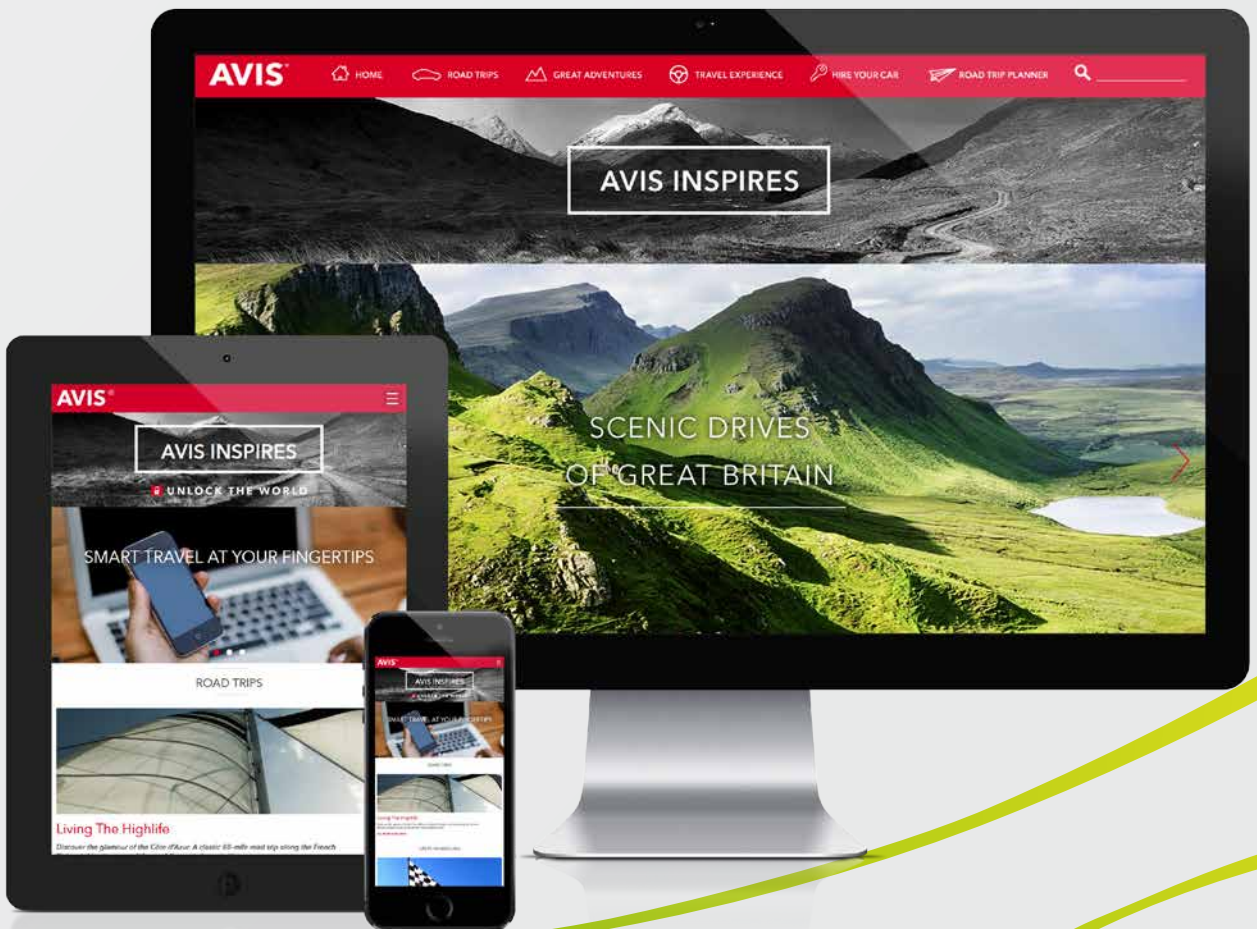 AVIS
HOME ROAD TRIPS GREAT ADVENTURES TRAVEL EXPERIENCE HIRE YOUR CAR ROAD TRIP PLANNER
AVIS INSPIRES
SCENIC DRIVES
OF GREAT BRITAIN
AVIS
AVIS INSPIRES
UNLOCK THE WORLD
SMART TRAVEL AT YOUR FINGERTIPS
ROAD TRIPS
Living The Highlife
Discover the glamour of the Côte d'Azur. A classic 65-mile road trip along the French
AVIS
AVIS INSPIRES
UNLOCK THE WORLD
SMART TRAVEL AT YOUR FINGERTIPS
Living The Highlife